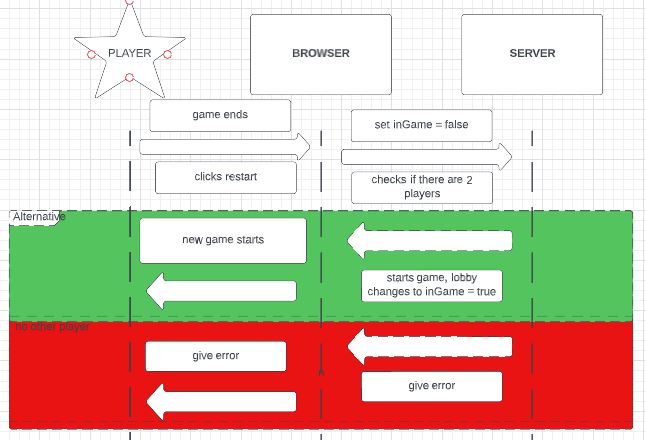 PLAYER
BROWSER
SERVER
game ends
set inGame = false
clicks restart
checks if there are 2
players
Alternative
new game starts
starts game, lobby
changes to inGame = true
no other player
give error
give error